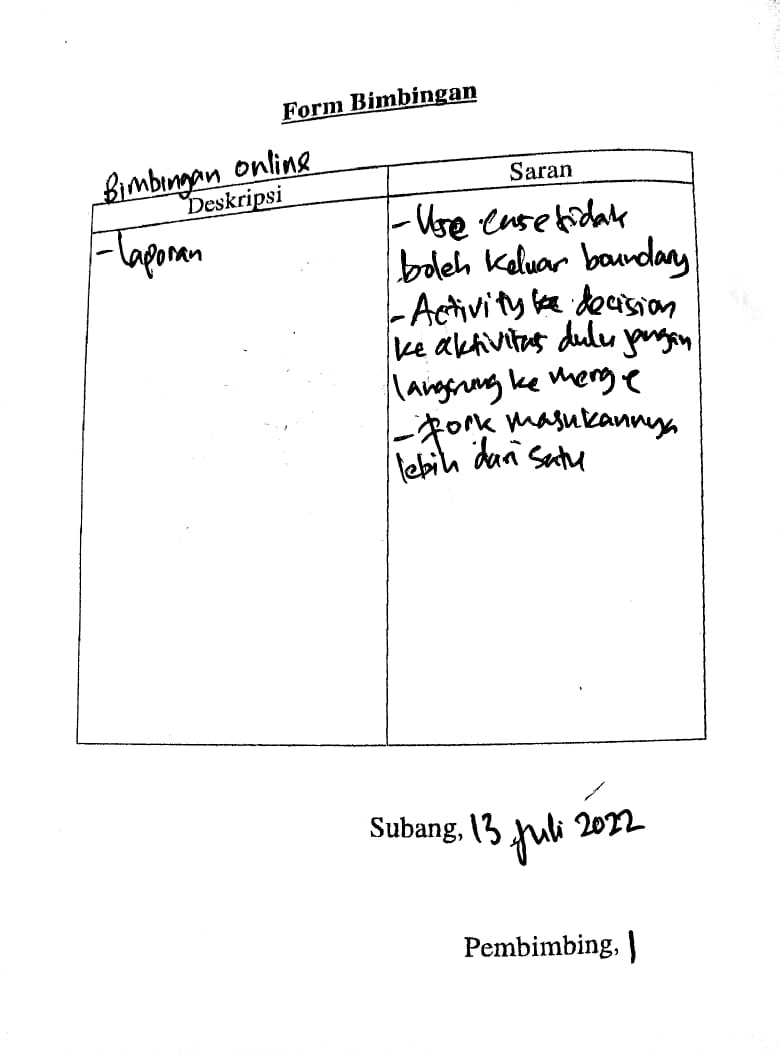 Form Bimbingan
Bimbingan online
Deskripsi
Saran
- Laporan
- Use case tidak
boleh keluar boundary
- Activity ke decision
ke aktivitas dulu jangan
langsung ke merge
- Fork masukannya
lebih dari satu
Subang, 13 Juli 2022
Pembimbing, 1